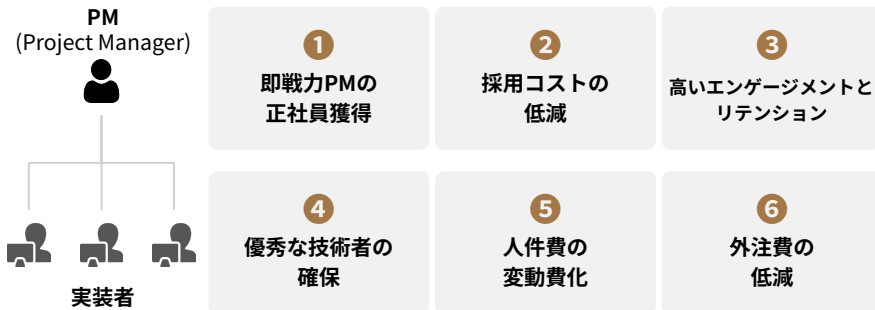 PM
(Project Manager)
実装者
1
即戦力PMの
正社員獲得
2
採用コストの
低減
3
高いエンゲージメントと
リテンション
4
優秀な技術者の
確保
5
人件費の
変動費化
6
外注費の
低減